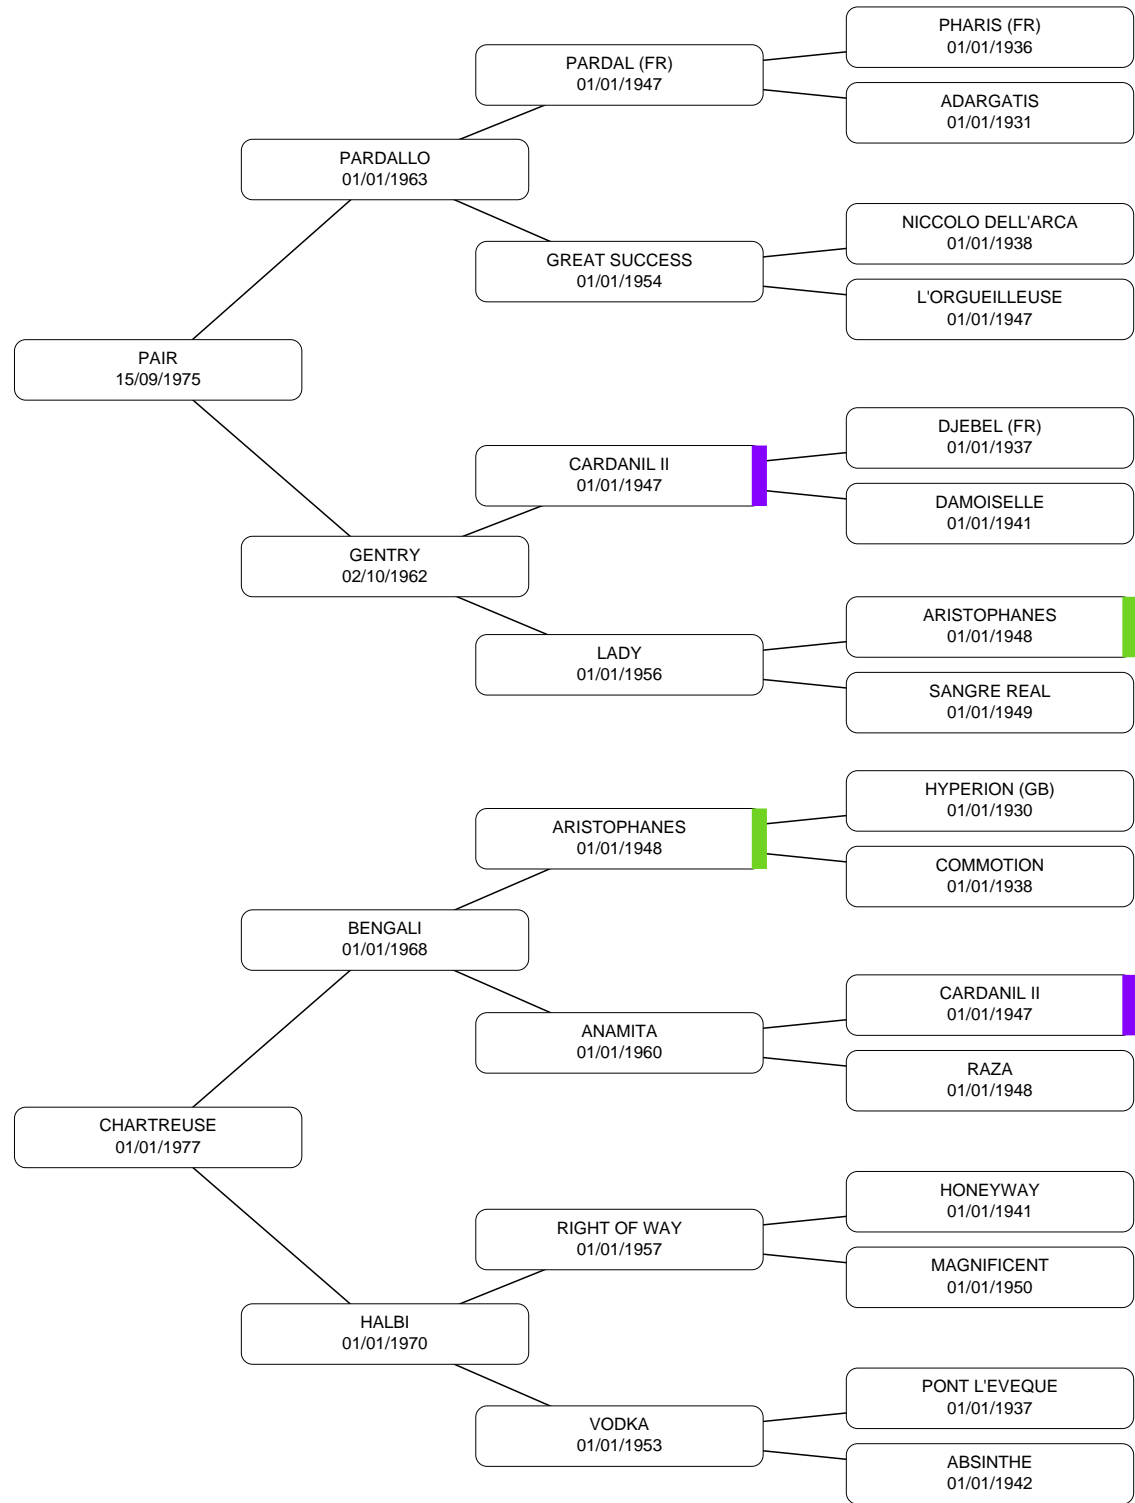 PHARIS (FR)
01/01/1936
PARDAL (FR)
01/01/1947
ADARGATIS
01/01/1931
PARDALLO
01/01/1963
NICCOLO DELL'ARCA
01/01/1938
GREAT SUCCESS
01/01/1954
L'ORGUEILLEUSE
01/01/1947
PAIR
15/09/1975
DJEBEL (FR)
01/01/1937
CARDANIL II
01/01/1947
DAMOISELLE
01/01/1941
GENTRY
02/10/1962
ARISTOPHANES
01/01/1948
LADY
01/01/1956
SANGRE REAL
01/01/1949
HYPERION (GB)
01/01/1930
ARISTOPHANES
01/01/1948
COMMOTION
01/01/1938
BENGALI
01/01/1968
CARDANIL II
01/01/1947
ANAMITA
01/01/1960
RAZA
01/01/1948
CHARTREUSE
01/01/1977
HONEYWAY
01/01/1941
RIGHT OF WAY
01/01/1957
MAGNIFICENT
01/01/1950
HALBI
01/01/1970
PONT L'EVEQUE
01/01/1937
VODKA
01/01/1953
ABSINTHE
01/01/1942